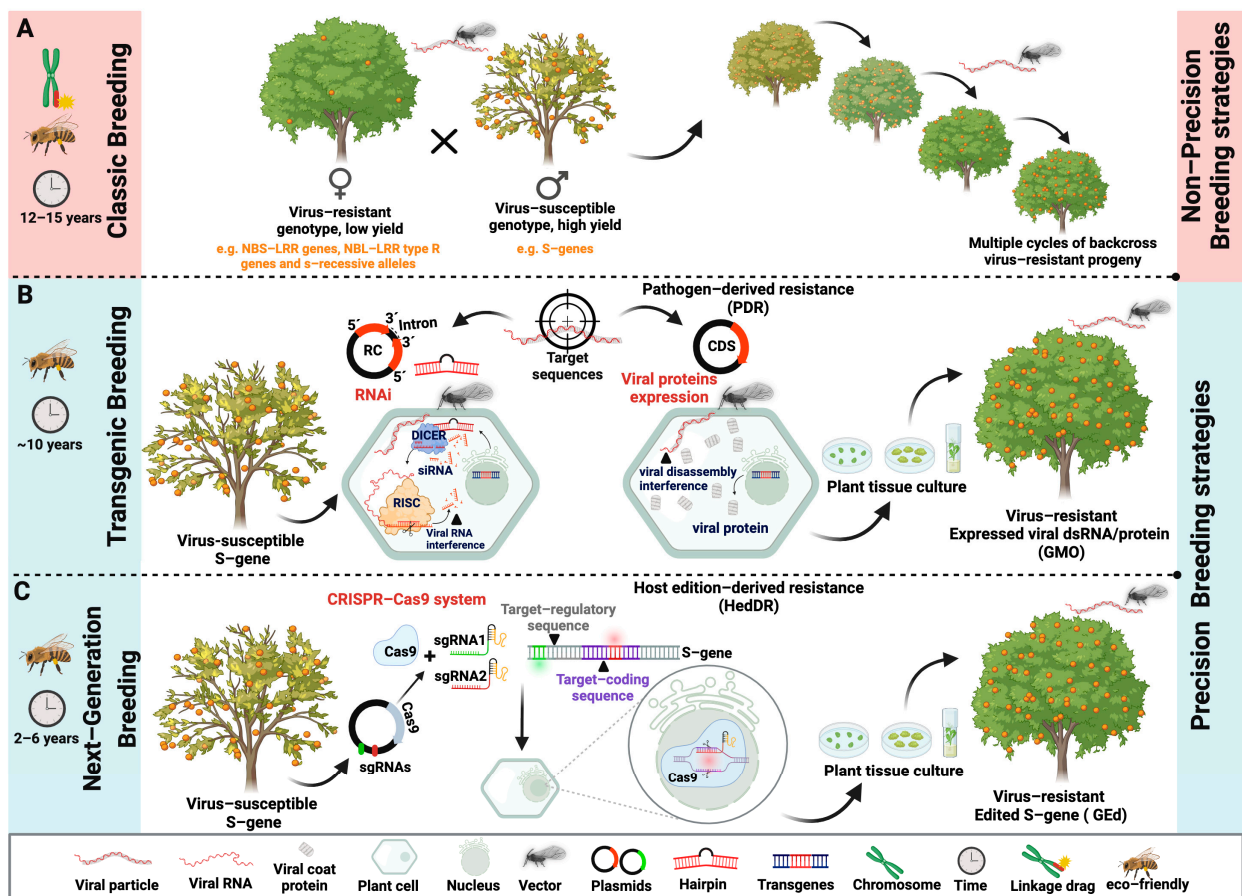 A
Classic Breeding
12–15 years
Virus–resistant
genotype, low yield
e.g. NBS–LRR genes, NBL–LRR type R
genes and s–recessive alleles
Virus–susceptible
genotype, high yield
e.g. S–genes
Multiple cycles of backcross
virus–resistant progeny
Non–Precision
Breeding strategies
B
Transgenic Breeding
~10 years
Virus-susceptible
S–gene
5´
3´
Intron
3´
RC
5´
RNAi
Target
sequences
Pathogen–derived resistance
(PDR)
CDS
Viral proteins
expression
DICER
siRNA
RISC
Viral RNA
interference
viral disassembly
interference
viral protein
Plant tissue culture
Virus–resistant
Expressed viral dsRNA/protein
(GMO)
Precision Breeding strategies
C
Next–Generation
Breeding
2–6 years
Virus–susceptible
S–gene
CRISPR–Cas9 system
Cas9
+
sgRNA1
sgRNA2
Cas9
sgRNAs
Host edition–derived resistance
(HedDR)
Target–regulatory
sequence
S–gene
Target–coding
sequence
Cas9
Plant tissue culture
Virus–resistant
Edited S–gene ( GEd)
Viral particle
Viral RNA
Viral coat
protein
Plant cell
Nucleus
Vector
Plasmids
Hairpin
Transgenes
Chromosome
Time
Linkage drag
eco–friendly